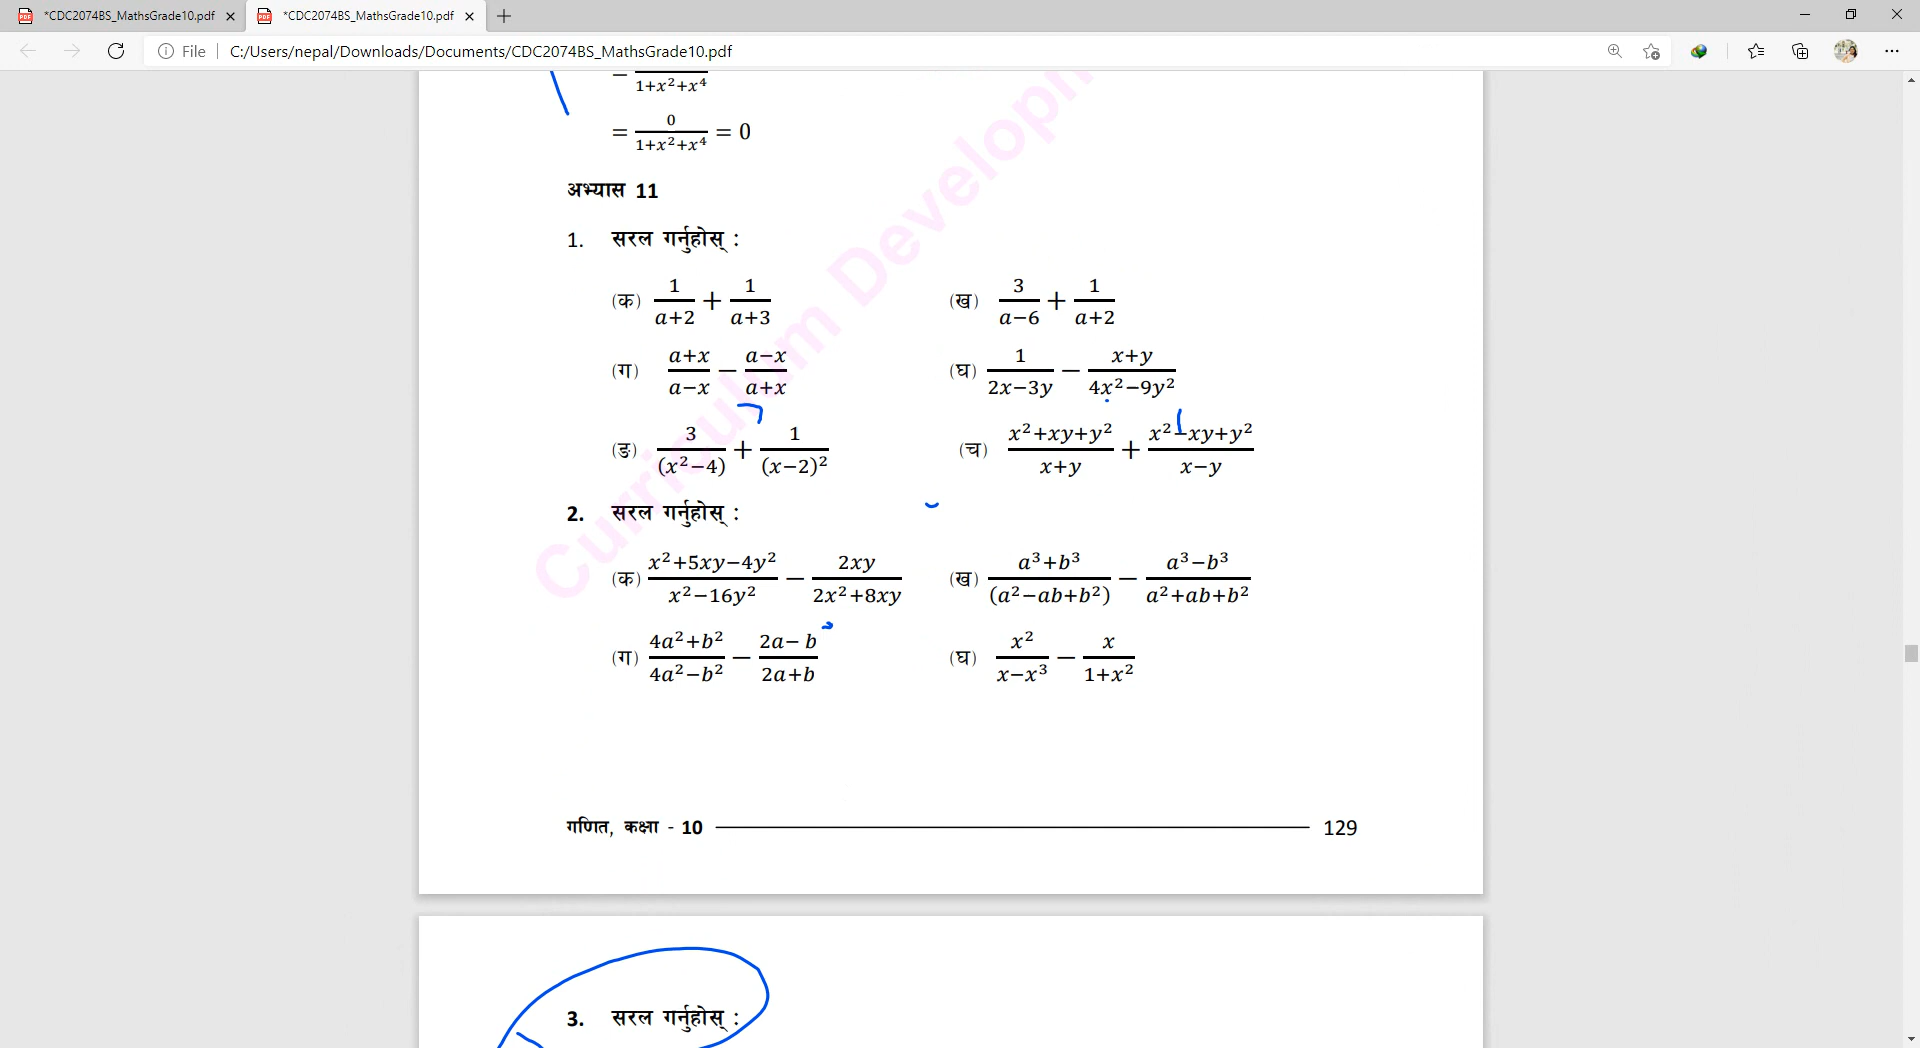 *CDC2074BS_MathsGrade10.pdf *CDC2074BS_MathsGrade10.pdf
File C:/Users/nepal/Downloads/Documents/CDC2074BS_MathsGrade10.pdf
1+x²+x⁴
= 0/(1+x²+x⁴) = 0
अभ्यास 11
1. सरल गर्नुहोस् :
(क) 1/(a+2) + 1/(a+3) (ख) 3/(a−6) + 1/(a+2)
(ग) (a+x)/(a−x) − (a−x)/(a+x) (घ) 1/(2x−3y) − (x+y)/(4x²−9y²)
(ङ) 3/(x²−4) + 1/(x−2)² (च) (x²+xy+y²)/(x+y) + (x²−xy+y²)/(x−y)
2. सरल गर्नुहोस् :
(क) (x²+5xy−4y²)/(x²−16y²) − 2xy/(2x²+8xy) (ख) (a³+b³)/(a²−ab+b²) − (a³−b³)/(a²+ab+b²)
(ग) (4a²+b²)/(4a²−b²) − (2a− b)/(2a+b) (घ) x²/(x−x³) − x/(1+x²)
गणित, कक्षा - 10 129
3. सरल गर्नुहोस् :
Curriculum Developm